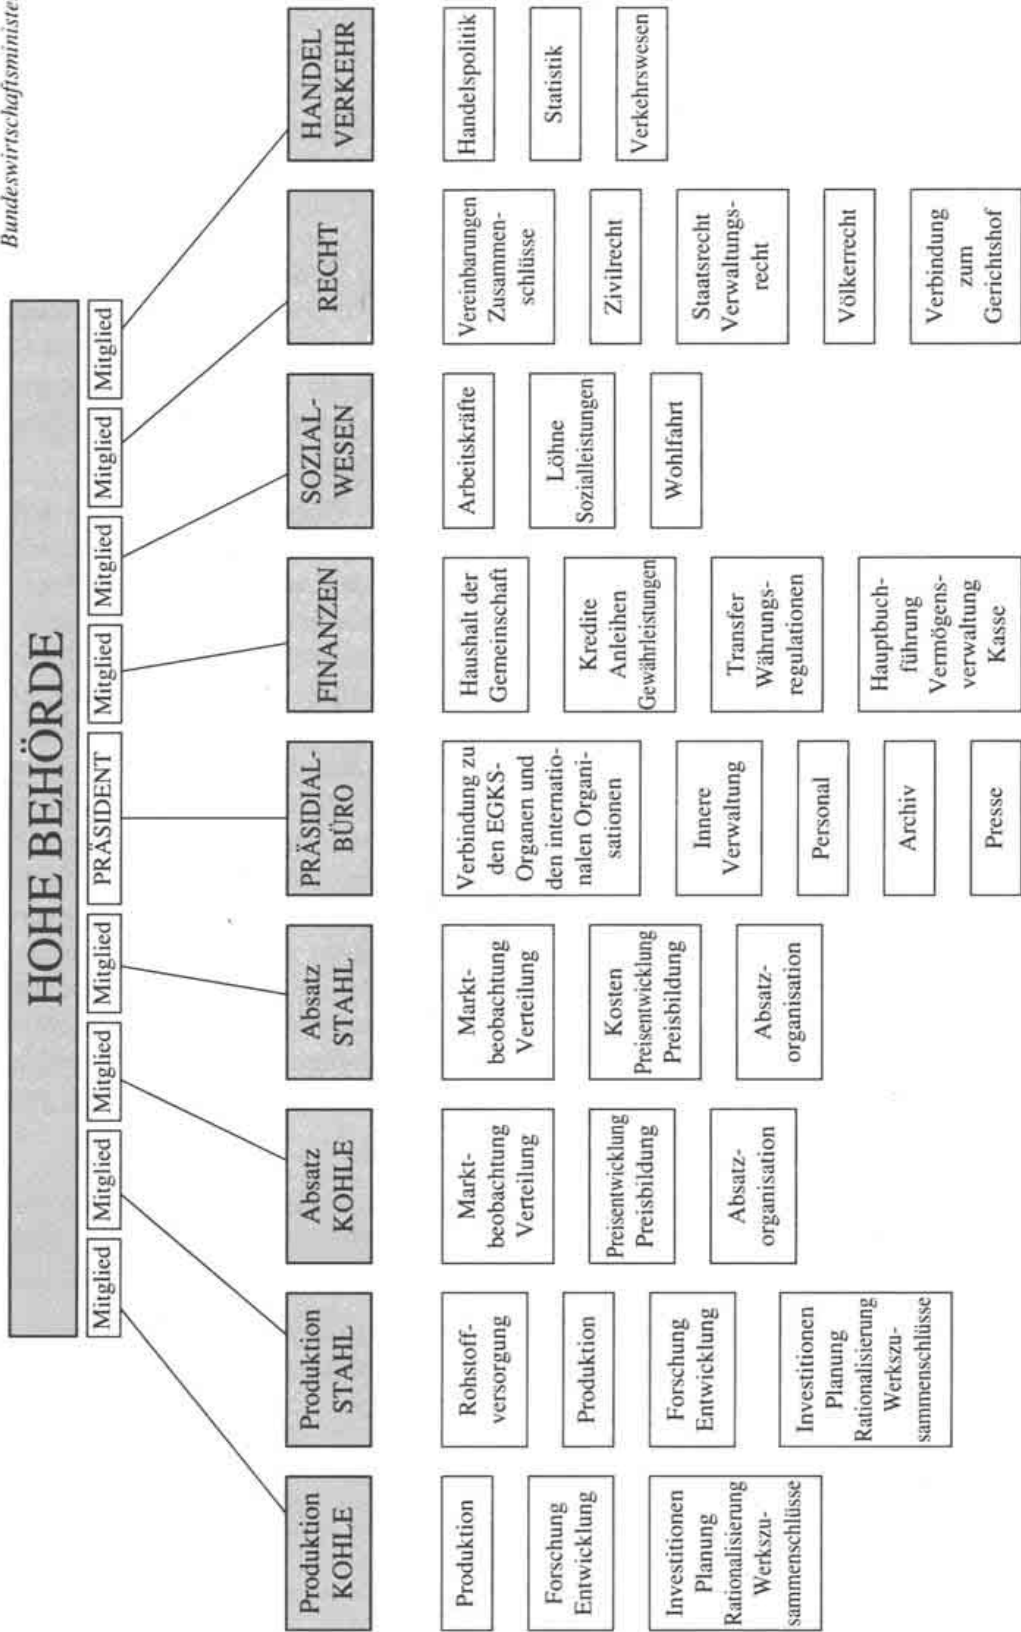 Bundeswirtschaftsministe
HOHE BEHÖRDE
Mitglied
Mitglied
Mitglied
Mitglied
PRÄSIDENT
Mitglied
Mitglied
Mitglied
Mitglied
Produktion
KOHLE
Produktion
STAHL
Absatz
KOHLE
Absatz
STAHL
PRÄSIDIAL-
BÜRO
FINANZEN
SOZIAL-
WESEN
RECHT
HANDEL
VERKEHR
Produktion
Forschung
Entwicklung
Investitionen
Planung
Rationalisierung
Werkszu-
sammenschlüsse
Rohstoff-
versorgung
Produktion
Forschung
Entwicklung
Investitionen
Planung
Rationalisierung
Werkszu-
sammenschlüsse
Markt-
beobachtung
Verteilung
Preisentwicklung
Preisbildung
Absatz-
organisation
Markt-
beobachtung
Verteilung
Kosten
Preisentwicklung
Preisbildung
Absatz-
organisation
Verbindung zu
den EGKS-
Organen und
den internatio-
nalen Organi-
sationen
Innere
Verwaltung
Personal
Archiv
Presse
Haushalt der
Gemeinschaft
Kredite
Anleihen
Gewährleistungen
Transfer
Währungs-
regulationen
Hauptbuch-
führung
Vermögens-
verwaltung
Kasse
Arbeitskräfte
Löhne
Sozialleistungen
Wohlfahrt
Vereinbarungen
Zusammen-
schlüsse
Zivilrecht
Staatsrecht
Verwaltungs-
recht
Völkerrecht
Verbindung
zum
Gerichtshof
Handelspolitik
Statistik
Verkehrswesen